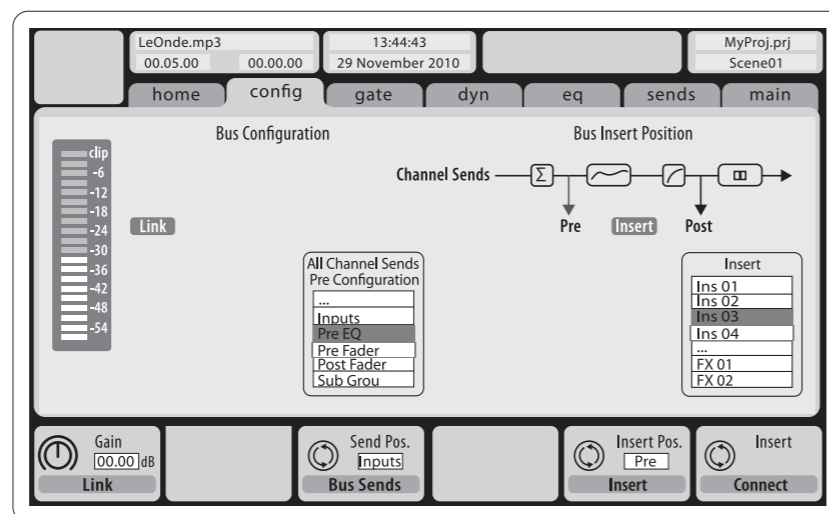 LeOnde.mp3
00.05.00 00.00.00
13:44:43
29 November 2010
MyProj.prj
Scene01
home config gate dyn eq sends main
Bus Configuration
Bus Insert Position
clip
-6
-12
-18
-24
-30
-36
-42
-48
-54
Link
Channel Sends
Σ
Pre Insert Post
All Channel Sends
Pre Configuration
...
Inputs
Pre EQ
Pre Fader
Post Fader
Sub Grou
Insert
Ins 01
Ins 02
Ins 03
Ins 04
...
FX 01
FX 02
Gain
00.00 dB
Link
Send Pos.
Inputs
Bus Sends
Insert Pos.
Pre
Insert
Insert
Connect